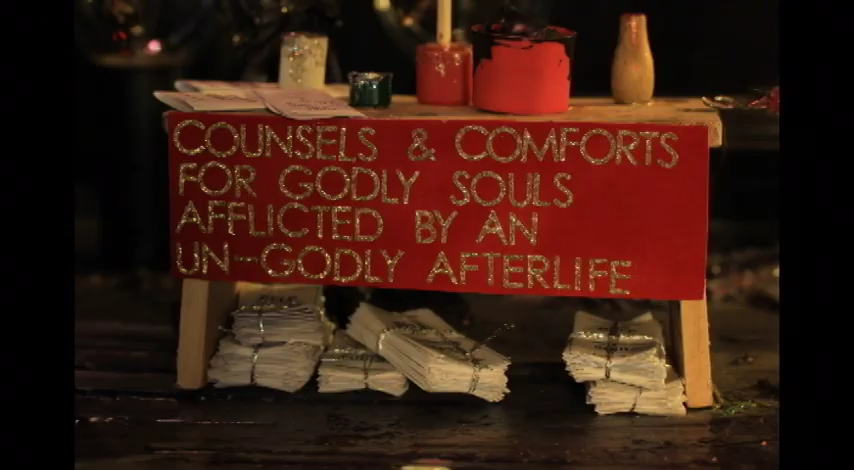 COUNSELS & COMFORTS
FOR GODLY SOULS
AFFLICTED BY AN
UN-GODLY AFTERLIFE